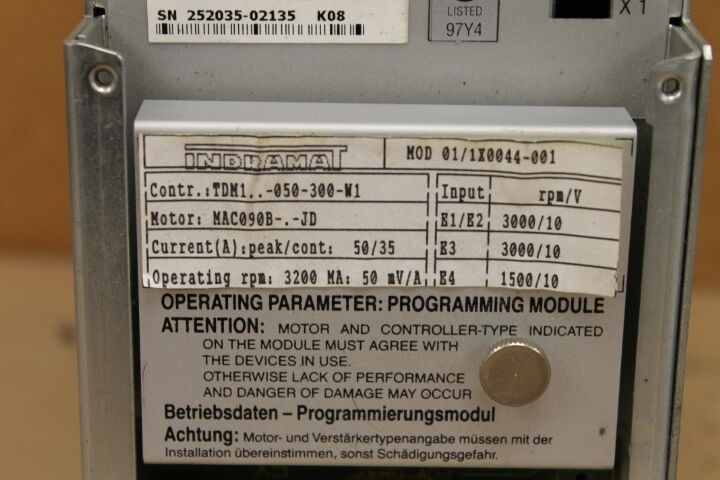 SN 252035-02135 K08
LISTED
97Y4
X1
INDRAMAT
MOD 01/1X0044-001
Contr.:TDM1..-050-300-W1
Motor: MAC090B-.-JD
Current(A):peak/cont: 50/35
Operating rpm: 3200 MA: 50 mV/A
Input rpm/V
E1/E2 3000/10
E3 3000/10
E4 1500/10
OPERATING PARAMETER: PROGRAMMING MODULE
ATTENTION: MOTOR AND CONTROLLER-TYPE INDICATED
ON THE MODULE MUST AGREE WITH
THE DEVICES IN USE.
OTHERWISE LACK OF PERFORMANCE
AND DANGER OF DAMAGE MAY OCCUR
Betriebsdaten – Programmierungsmodul
Achtung: Motor- und Verstärkertypenangabe müssen mit der
Installation übereinstimmen, sonst Schädigungsgefahr.